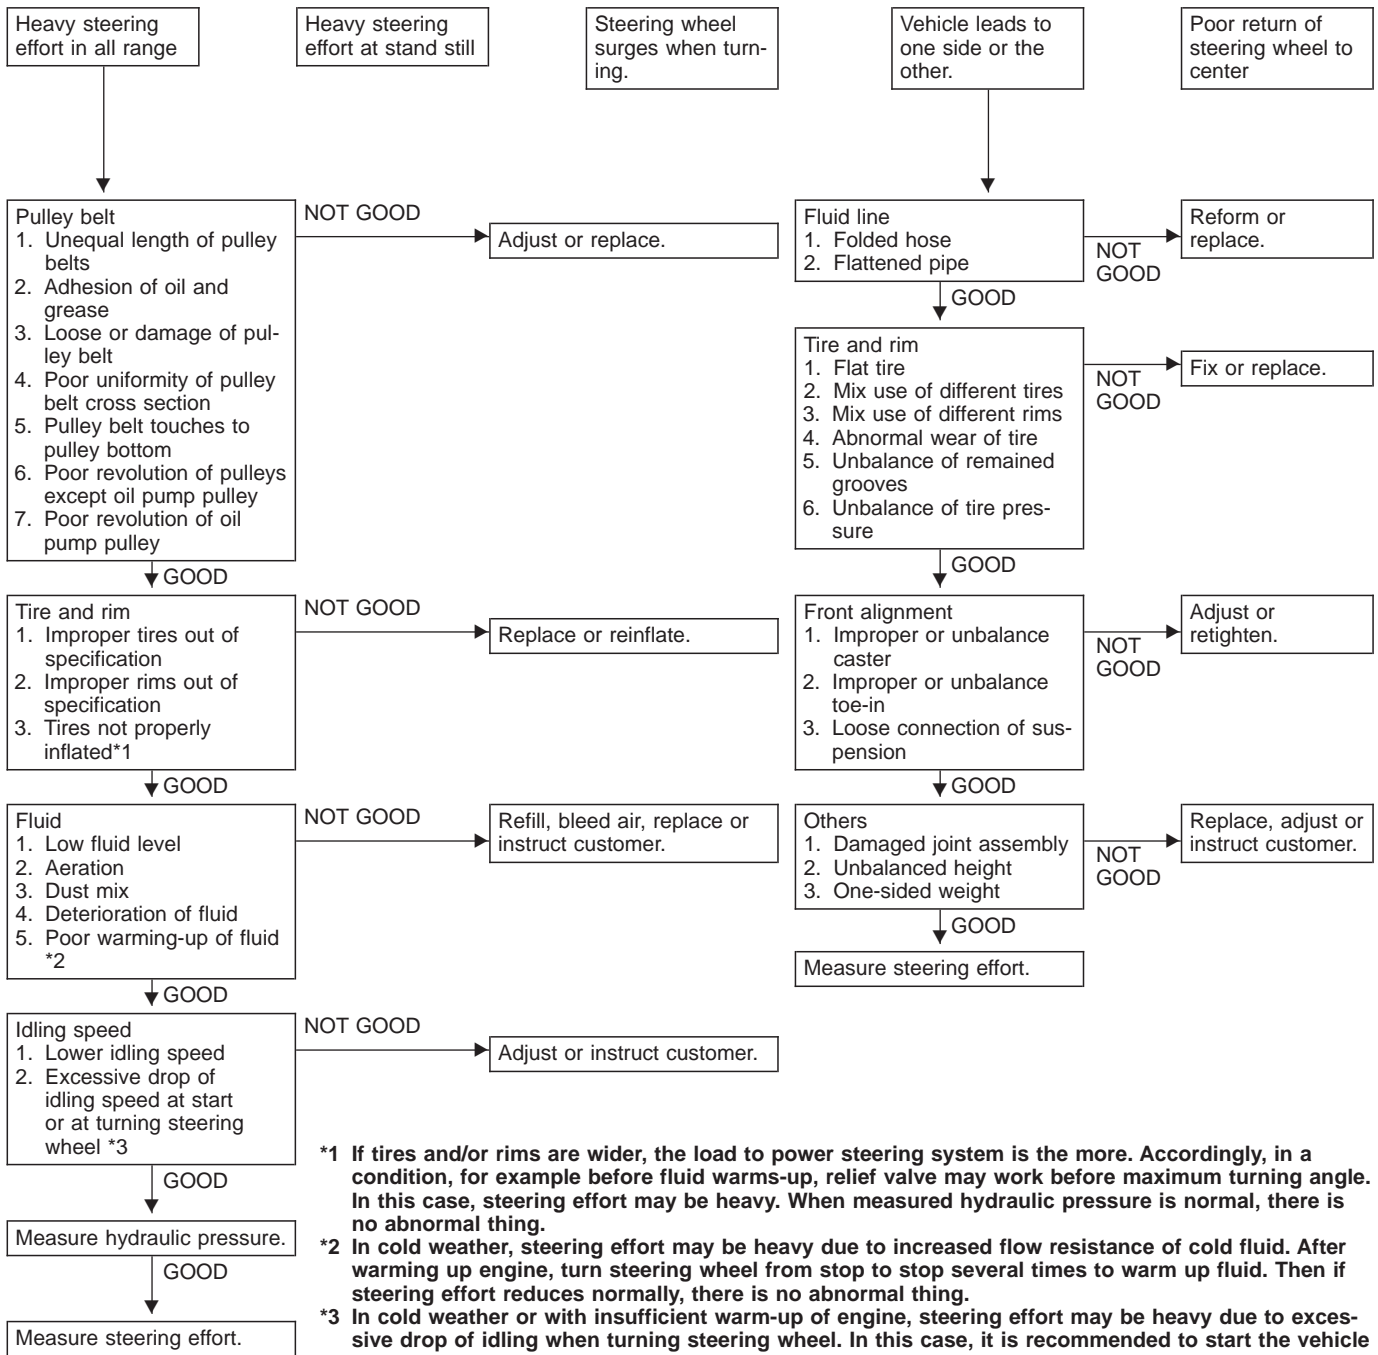 Heavy steering
effort in all range
Heavy steering
effort at stand still
Steering wheel
surges when turn-
ing.
Vehicle leads to
one side or the
other.
Poor return of
steering wheel to
center
Pulley belt
1. Unequal length of pulley
belts
2. Adhesion of oil and
grease
3. Loose or damage of pul-
ley belt
4. Poor uniformity of pulley
belt cross section
5. Pulley belt touches to
pulley bottom
6. Poor revolution of pulleys
except oil pump pulley
7. Poor revolution of oil
pump pulley
NOT GOOD
Adjust or replace.
GOOD
Tire and rim
1. Improper tires out of
specification
2. Improper rims out of
specification
3. Tires not properly
inflated*1
NOT GOOD
Replace or reinflate.
GOOD
Fluid
1. Low fluid level
2. Aeration
3. Dust mix
4. Deterioration of fluid
5. Poor warming-up of fluid
*2
NOT GOOD
Refill, bleed air, replace or
instruct customer.
GOOD
Idling speed
1. Lower idling speed
2. Excessive drop of
idling speed at start
or at turning steering
wheel *3
NOT GOOD
Adjust or instruct customer.
GOOD
Measure hydraulic pressure.
GOOD
Measure steering effort.
Fluid line
1. Folded hose
2. Flattened pipe
NOT
GOOD
Reform or
replace.
GOOD
Tire and rim
1. Flat tire
2. Mix use of different tires
3. Mix use of different rims
4. Abnormal wear of tire
5. Unbalance of remained
grooves
6. Unbalance of tire pres-
sure
NOT
GOOD
Fix or replace.
GOOD
Front alignment
1. Improper or unbalance
caster
2. Improper or unbalance
toe-in
3. Loose connection of sus-
pension
NOT
GOOD
Adjust or
retighten.
GOOD
Others
1. Damaged joint assembly
2. Unbalanced height
3. One-sided weight
NOT
GOOD
Replace, adjust or
instruct customer.
GOOD
Measure steering effort.
*1 If tires and/or rims are wider, the load to power steering system is the more. Accordingly, in a
condition, for example before fluid warms-up, relief valve may work before maximum turning angle.
In this case, steering effort may be heavy. When measured hydraulic pressure is normal, there is
no abnormal thing.
*2 In cold weather, steering effort may be heavy due to increased flow resistance of cold fluid. After
warming up engine, turn steering wheel from stop to stop several times to warm up fluid. Then if
steering effort reduces normally, there is no abnormal thing.
*3 In cold weather or with insufficient warm-up of engine, steering effort may be heavy due to exces-
sive drop of idling when turning steering wheel. In this case, it is recommended to start the vehicle